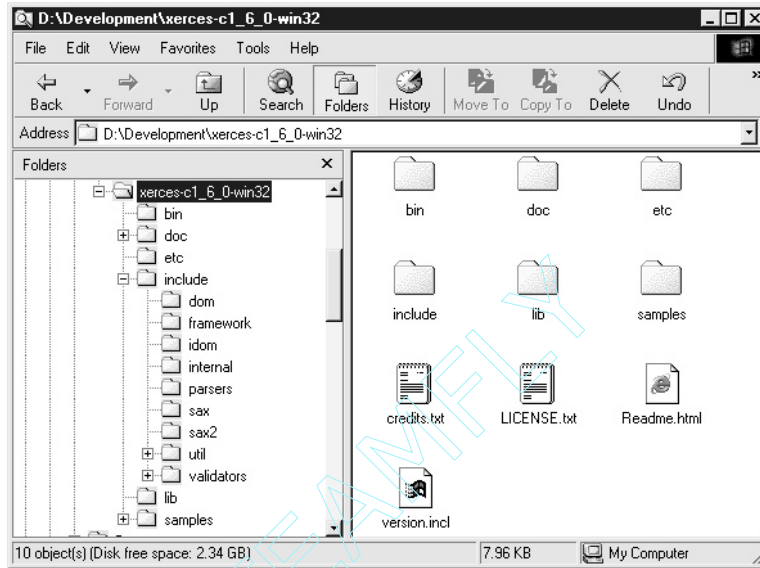 D:\Development\xerces-c1_6_0-win32
File Edit View Favorites Tools Help
Back Forward Up Search Folders History Move To Copy To Delete Undo »
Address D:\Development\xerces-c1_6_0-win32
Folders
xerces-c1_6_0-win32
bin
doc
etc
include
dom
framework
idom
internal
parsers
sax
sax2
util
validators
lib
samples
bin doc etc
include lib samples
credits.txt LICENSE.txt Readme.html
version.incl
10 object(s) (Disk free space: 2.34 GB) 7.96 KB My Computer